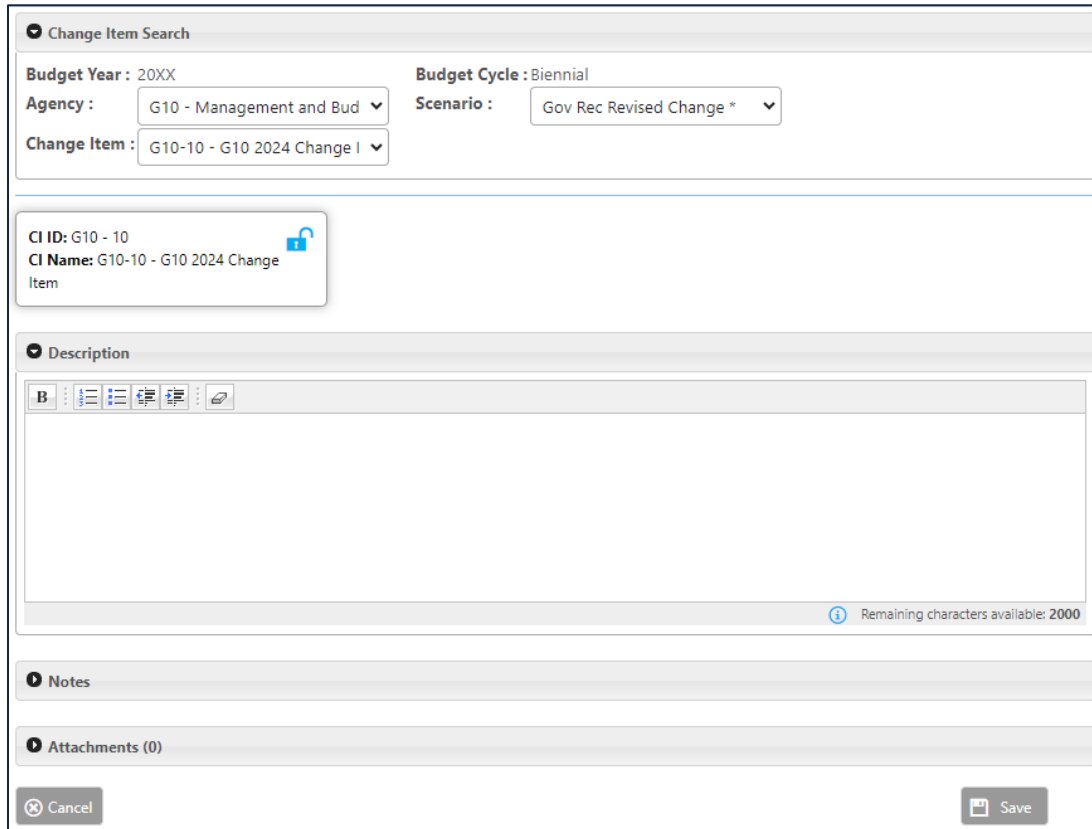 Change Item Search
Budget Year : 20XX Budget Cycle : Biennial
Agency : G10 - Management and Bud Scenario : Gov Rec Revised Change *
Change Item : G10-10 - G10 2024 Change I
CI ID: G10 - 10
CI Name: G10-10 - G10 2024 Change
Item
Description
B
Remaining characters available: 2000
Notes
Attachments (0)
Cancel Save